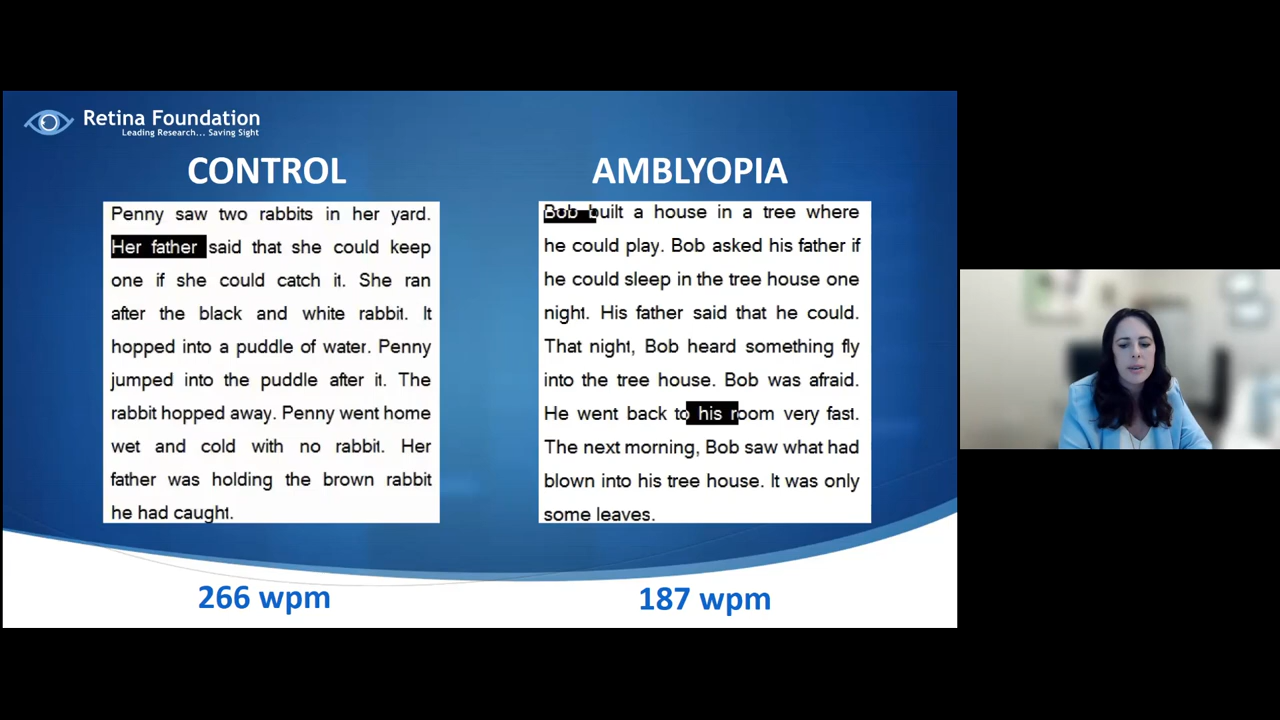 Retina Foundation
Leading Research... Saving Sight
CONTROL
Penny saw two rabbits in her yard.
Her father said that she could keep
one if she could catch it. She ran
after the black and white rabbit. It
hopped into a puddle of water. Penny
jumped into the puddle after it. The
rabbit hopped away. Penny went home
wet and cold with no rabbit. Her
father was holding the brown rabbit
he had caught.
266 wpm
AMBLYOPIA
Bob built a house in a tree where
he could play. Bob asked his father if
he could sleep in the tree house one
night. His father said that he could.
That night, Bob heard something fly
into the tree house. Bob was afraid.
He went back to his room very fast.
The next morning, Bob saw what had
blown into his tree house. It was only
some leaves.
187 wpm